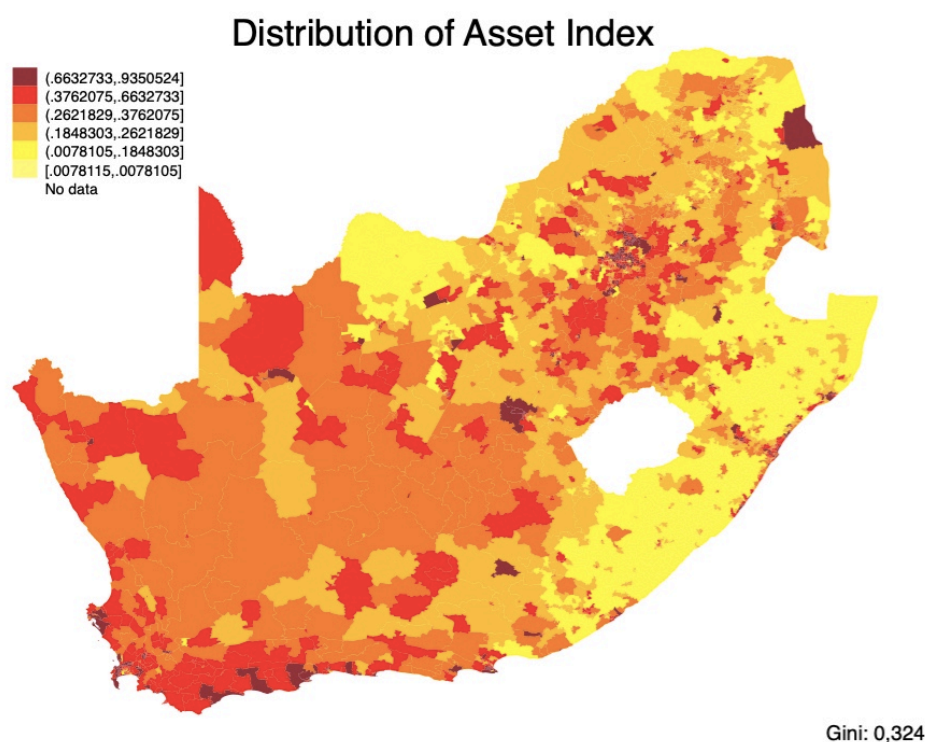 Distribution of Asset Index
(.6632733,.9350524]
(.3762075,.6632733]
(.2621829,.3762075]
(.1848303,.2621829]
(.0078105,.1848303]
[.0078115,.0078105]
No data
Gini: 0,324